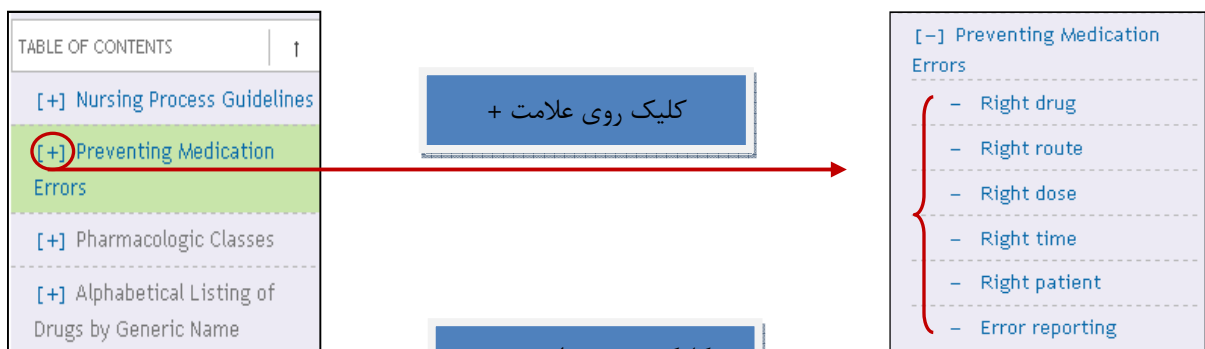 TABLE OF CONTENTS ↑
[+] Nursing Process Guidelines
[+] Preventing Medication
Errors
[+] Pharmacologic Classes
[+] Alphabetical Listing of
Drugs by Generic Name
کلیک روی علامت +
[−] Preventing Medication
Errors
− Right drug
− Right route
− Right dose
− Right time
− Right patient
− Error reporting